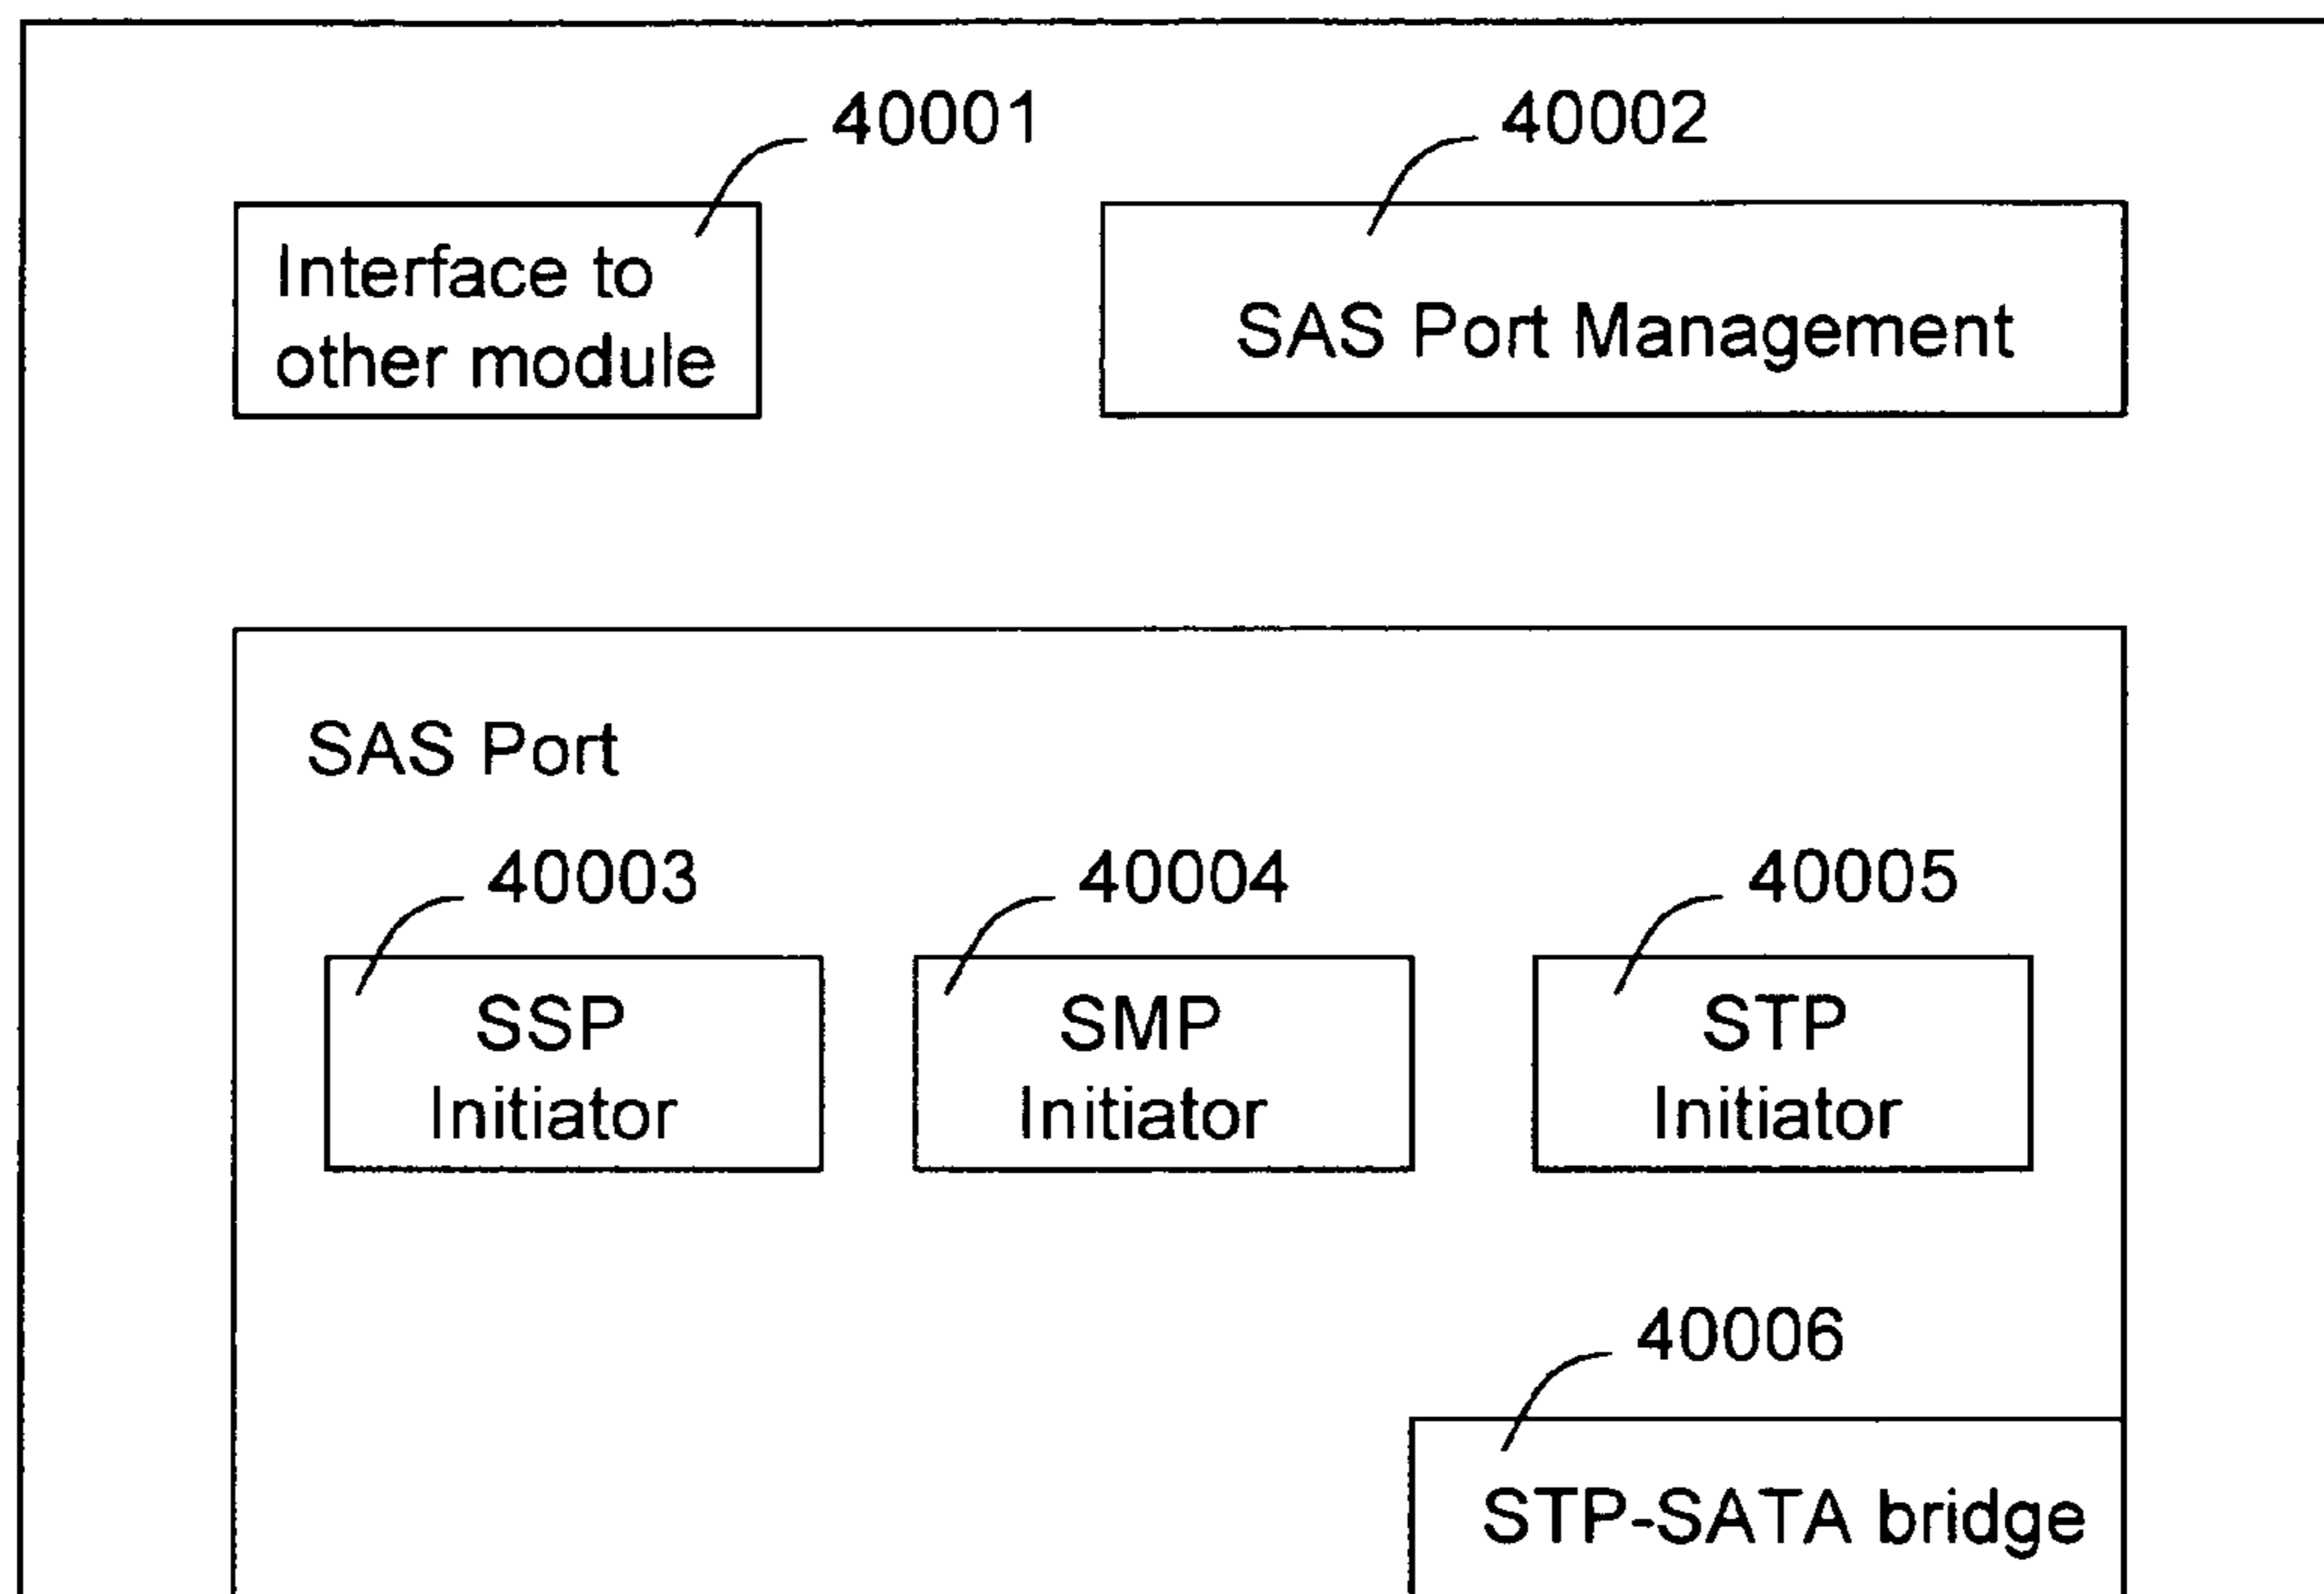 40001
40002
Interface to
other module
SAS Port Management
SAS Port
40003
40004
40005
SSP
Initiator
SMP
Initiator
STP
Initiator
40006
STP-SATA bridge